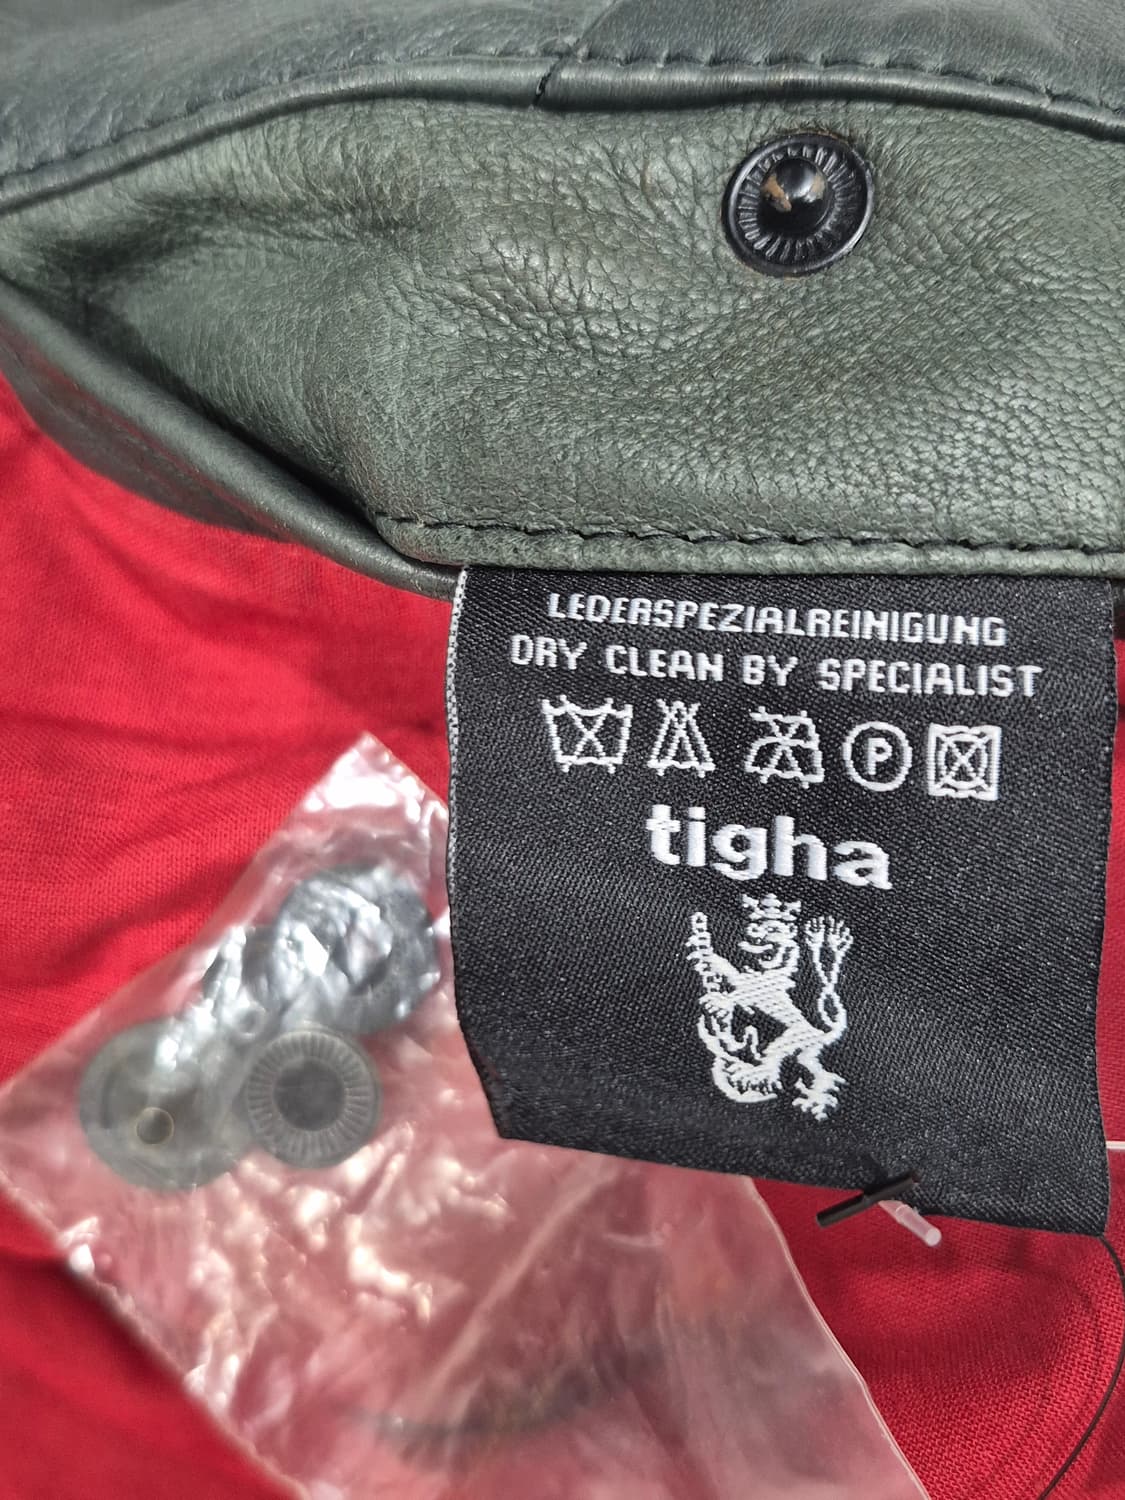 LEDERSPEZIALREINIGUNG
DRY CLEAN BY SPECIALIST
P
tigha